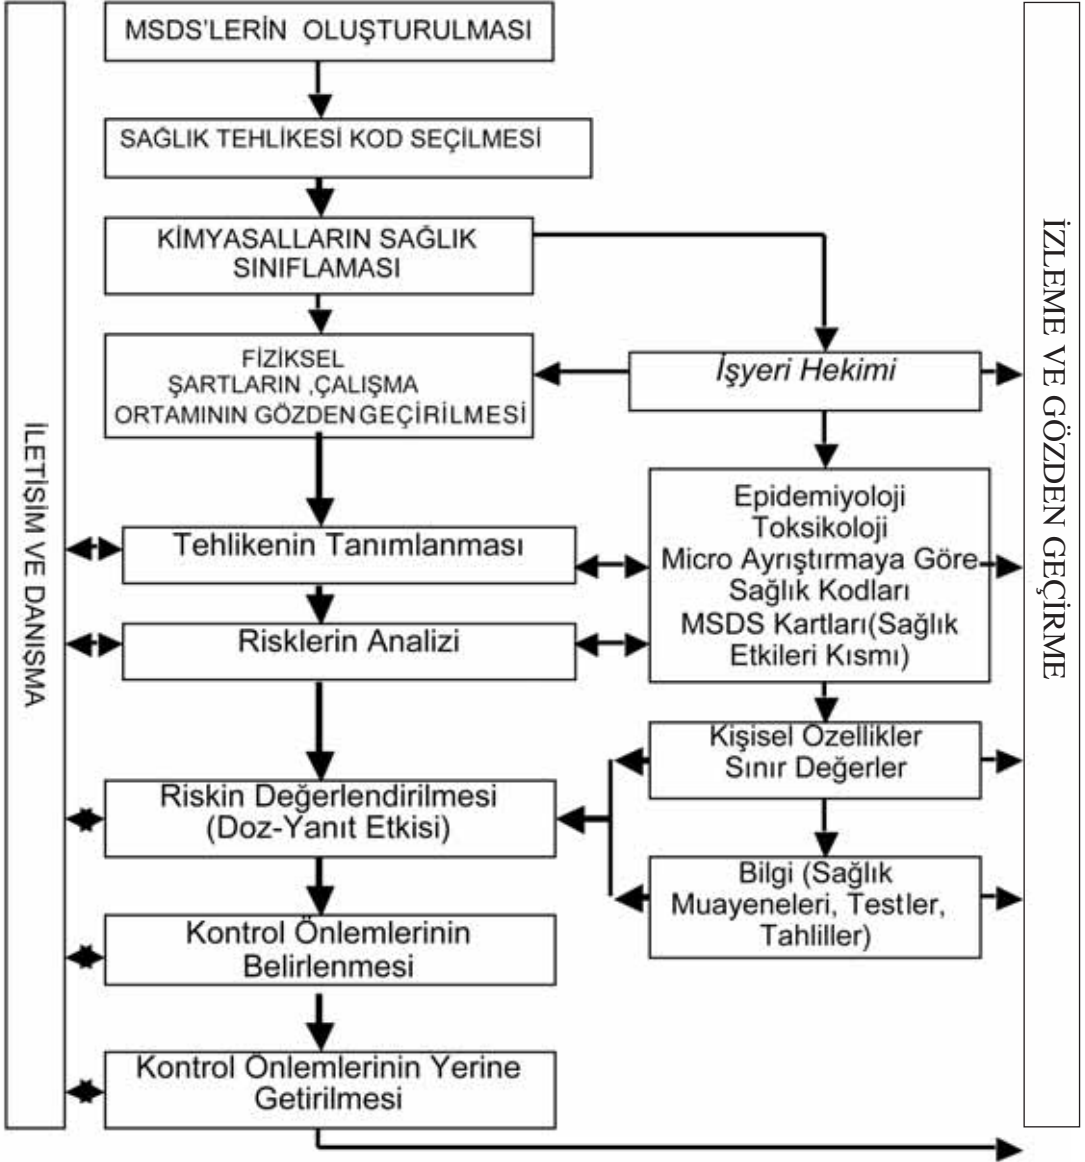 MSDS'LERİN OLUŞTURULMASI
SAĞLIK TEHLİKESİ KOD SEÇİLMESİ
KİMYASALLARIN SAĞLIK
SINIFLAMASI
FİZİKSEL
ŞARTLARIN ,ÇALIŞMA
ORTAMININ GÖZDEN GEÇİRİLMESİ
İşyeri Hekimi
Tehlikenin Tanımlanması
Risklerin Analizi
Epidemiyoloji
Toksikoloji
Micro Ayrıştırmaya Göre
Sağlık Kodları
MSDS Kartları(Sağlık
Etkileri Kısmı)
Kişisel Özellikler
Sınır Değerler
Riskin Değerlendirilmesi
(Doz-Yanıt Etkisi)
Bilgi (Sağlık
Muayeneleri, Testler,
Tahliller)
Kontrol Önlemlerinin
Belirlenmesi
Kontrol Önlemlerinin Yerine
Getirilmesi
İLETİŞİM VE DANIŞMA
İZLEME VE GÖZDEN GEÇİRME